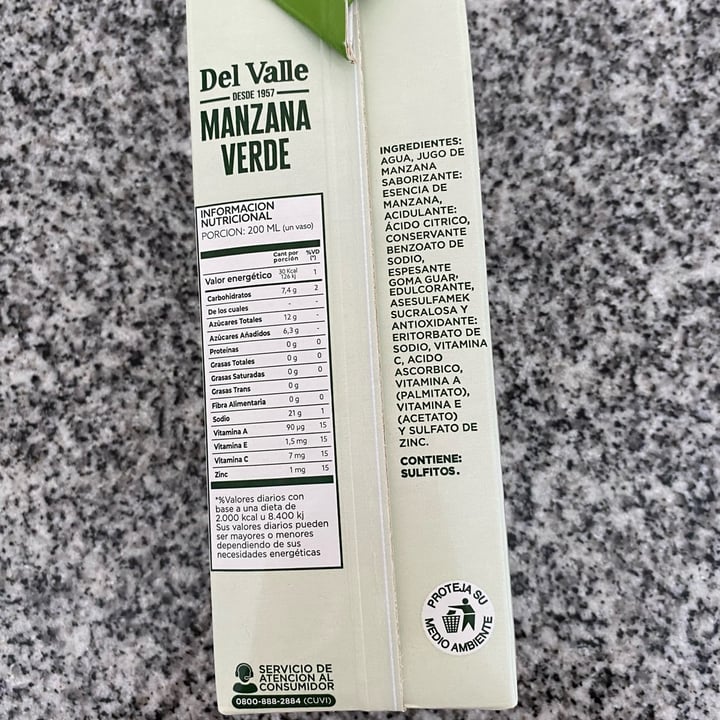 Del Valle
DESDE 1957
MANZANA
VERDE
INFORMACION
NUTRICIONAL
PORCION: 200 ML (un vaso)
Cant por porción %VD (*)
Valor energético 30 Kcal 126 kj 1
Carbohidratos 7,4 g 2
De los cuales - -
Azúcares Totales 12 g -
Azúcares Añadidos 6,3 g -
Proteinas 0 g 0
Grasas Totales 0 g 0
Grasas Saturadas 0 g 0
Grasas Trans 0 g
Fibra Alimentaria 0 g 0
Sodio 21 g 1
Vitamina A 90 µg 15
Vitamina E 1,5 mg 15
Vitamina C 7 mg 15
Zinc 1 mg 15
*%Valores diarios con
base a una dieta de
2.000 kcal u 8.400 kj
Sus valores diarios pueden
ser mayores o menores
dependiendo de sus
necesidades energéticas
SERVICIO DE
ATENCIÓN AL
CONSUMIDOR
0800-888-2884 (CUVI)
INGREDIENTES:
AGUA, JUGO DE
MANZANA
SABORIZANTE:
ESENCIA DE
MANZANA,
ACIDULANTE:
ÁCIDO CITRICO,
CONSERVANTE
BENZOATO DE
SODIO,
ESPESANTE
GOMA GUAR,
EDULCORANTE,
ASESULFAMEK
SUCRALOSA Y
ANTIOXIDANTE:
ERITORBATO DE
SODIO, VITAMINA
C, ACIDO
ASCORBICO,
VITAMINA A
(PALMITATO),
VITAMINA E
(ACETATO)
Y SULFATO DE
ZINC.
CONTIENE:
SULFITOS.
PROTEJA SU
MEDIO AMBIENTE